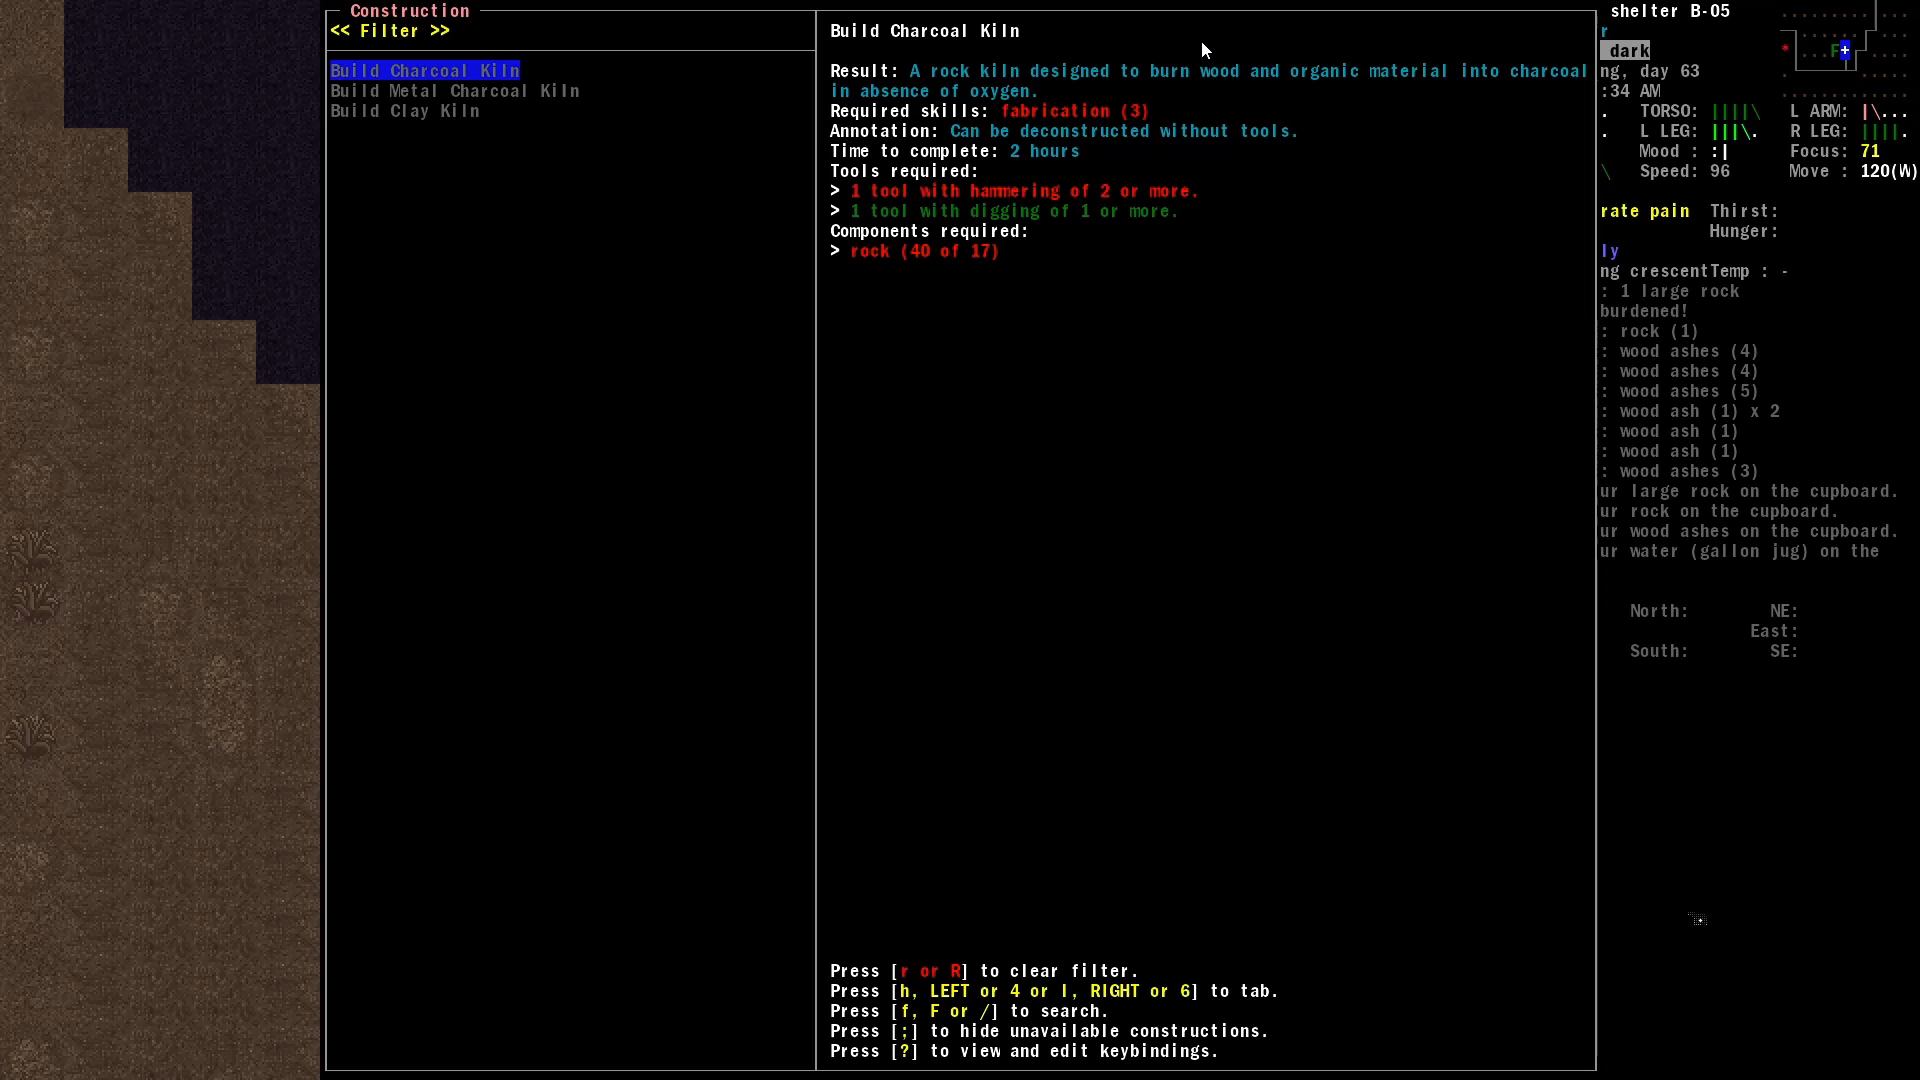 Construction
<< Filter >>
Build Charcoal Kiln
Build Metal Charcoal Kiln
Build Clay Kiln
Build Charcoal Kiln
Result: A rock kiln designed to burn wood and organic material into charcoal
in absence of oxygen.
Required skills: fabrication (3)
Annotation: Can be deconstructed without tools.
Time to complete: 2 hours
Tools required:
> 1 tool with hammering of 2 or more.
> 1 tool with digging of 1 or more.
Components required:
> rock (40 of 17)
Press [r or R] to clear filter.
Press [h, LEFT or 4 or l, RIGHT or 6] to tab.
Press [f, F or /] to search.
Press [;] to hide unavailable constructions.
Press [?] to view and edit keybindings.
shelter B-05
r
dark
ng, day 63
:34 AM
. TORSO: ||||\ L ARM: |\...
. L LEG: |||\. R LEG: ||||.
Mood : :| Focus: 71
\ Speed: 96 Move : 120(W)
rate pain Thirst:
Hunger:
ly
ng crescentTemp : -
: 1 large rock
burdened!
: rock (1)
: wood ashes (4)
: wood ashes (4)
: wood ashes (5)
: wood ash (1) x 2
: wood ash (1)
: wood ash (1)
: wood ashes (3)
ur large rock on the cupboard.
ur rock on the cupboard.
ur wood ashes on the cupboard.
ur water (gallon jug) on the
North: NE:
East:
South: SE: